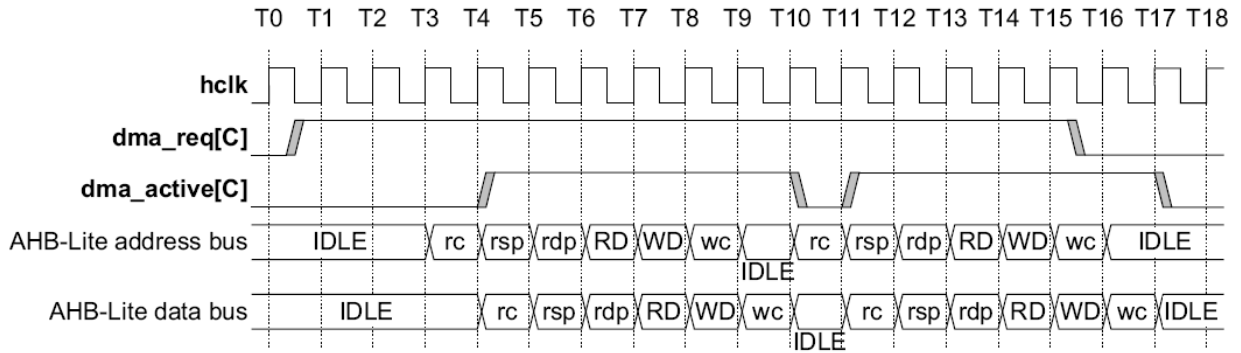 T0 T1 T2 T3 T4 T5 T6 T7 T8 T9 T10 T11 T12 T13 T14 T15 T16 T17 T18
hclk
dma_req[C]
dma_active[C]
AHB-Lite address bus IDLE rc rsp rdp RD WD wc rc rsp rdp RD WD wc IDLE
IDLE
AHB-Lite data bus IDLE rc rsp rdp RD WD wc rc rsp rdp RD WD wc IDLE
IDLE